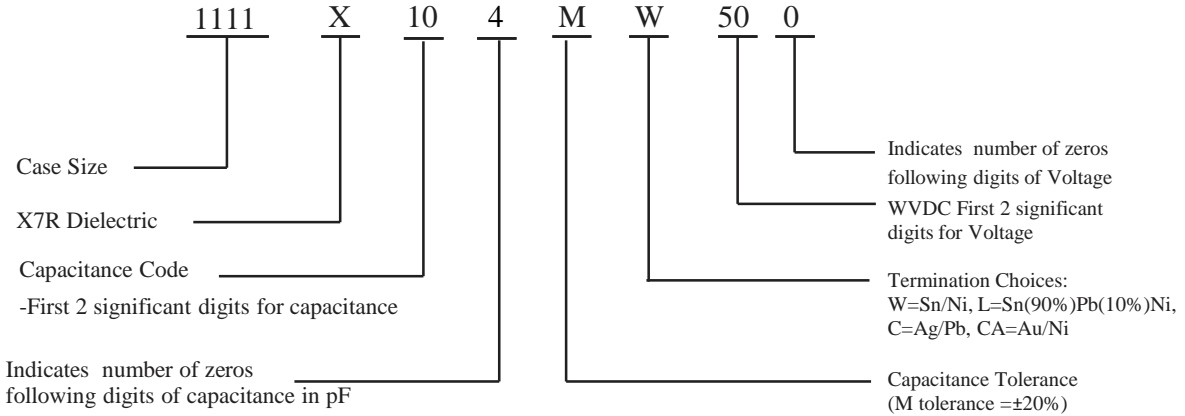 1111 X 10 4 M W 50 0
Case Size
X7R Dielectric
Capacitance Code
-First 2 significant digits for capacitance
Indicates number of zeros
following digits of capacitance in pF
Indicates number of zeros
following digits of Voltage
WVDC First 2 significant
digits for Voltage
Termination Choices:
W=Sn/Ni, L=Sn(90%)Pb(10%)Ni,
C=Ag/Pb, CA=Au/Ni
Capacitance Tolerance
(M tolerance =±20%)